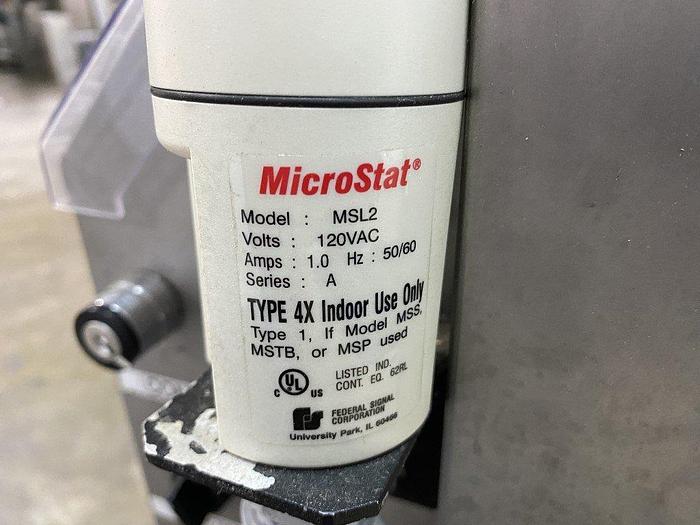 MicroStat®
Model : MSL2
Volts : 120VAC
Amps : 1.0 Hz : 50/60
Series : A
TYPE 4X Indoor Use Only
Type 1, If Model MSS,
MSTB, or MSP used
C UL US
LISTED IND.
CONT. EQ. 62RL
FEDERAL SIGNAL
CORPORATION
University Park, IL 60466